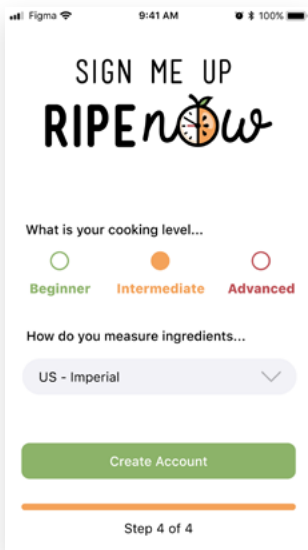 Figma 9:41 AM 100%
SIGN ME UP
RIPEnow
What is your cooking level...
Beginner Intermediate Advanced
How do you measure ingredients...
US - Imperial
Create Account
Step 4 of 4